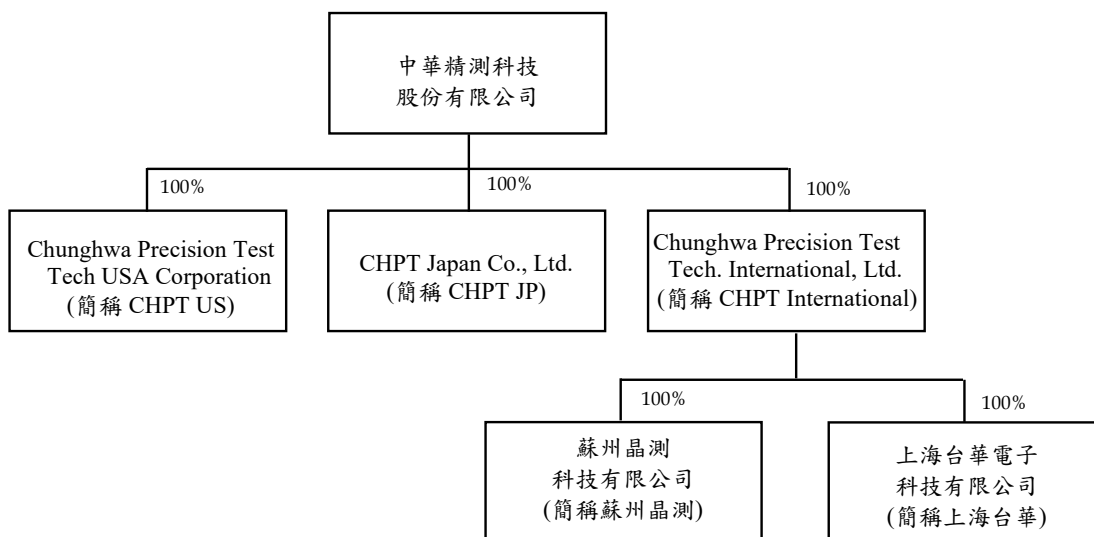 中華精測科技
股份有限公司
100%
100%
100%
Chunghwa Precision Test
Tech USA Corporation
(簡稱 CHPT US)
CHPT Japan Co., Ltd.
(簡稱 CHPT JP)
Chunghwa Precision Test
Tech. International, Ltd.
(簡稱 CHPT International)
100%
100%
蘇州晶測
科技有限公司
(簡稱蘇州晶測)
上海台華電子
科技有限公司
(簡稱上海台華)